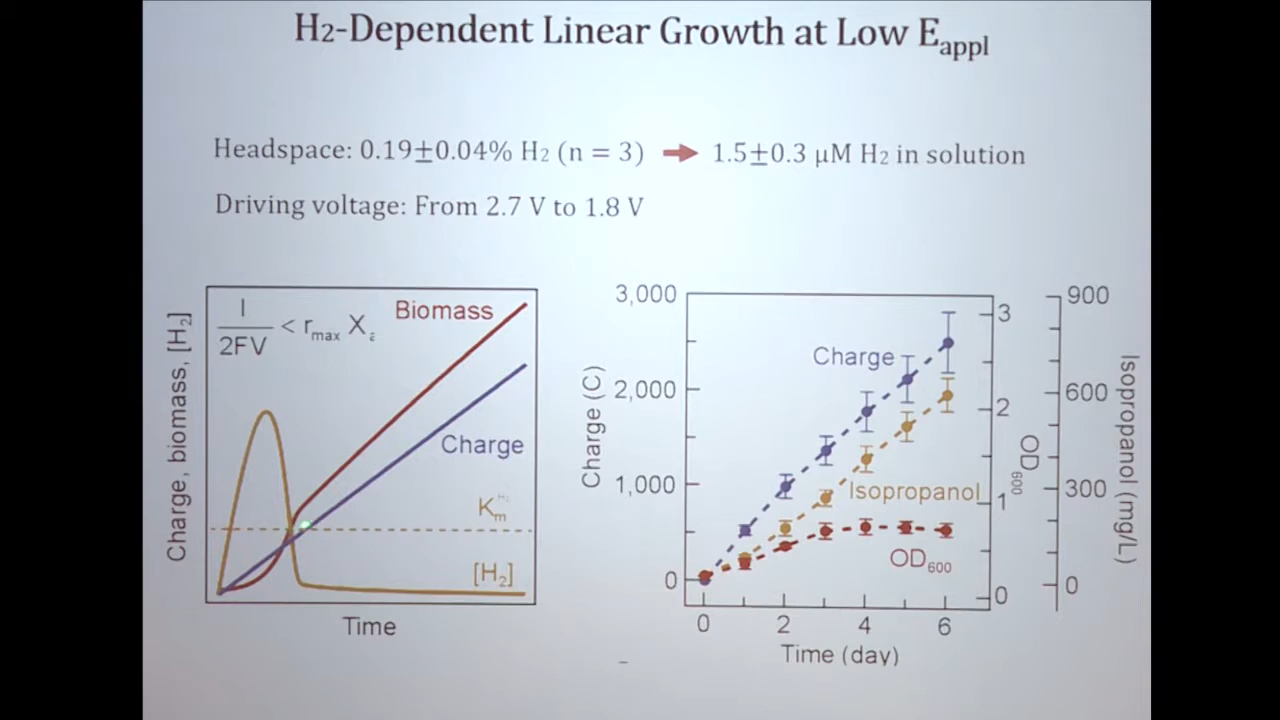 H2-Dependent Linear Growth at Low Eappl
Headspace: 0.19±0.04% H2 (n = 3) → 1.5±0.3 μM H2 in solution
Driving voltage: From 2.7 V to 1.8 V
I
2FV
< rmax X
Biomass
Charge
Km
[H2]
Charge, biomass, [H2]
Time
3,000
2,000
1,000
0
Charge (C)
Charge
Isopropanol
OD600
0
2
4
6
Time (day)
3
2
1
0
OD600
900
600
300
0
Isopropanol (mg/L)